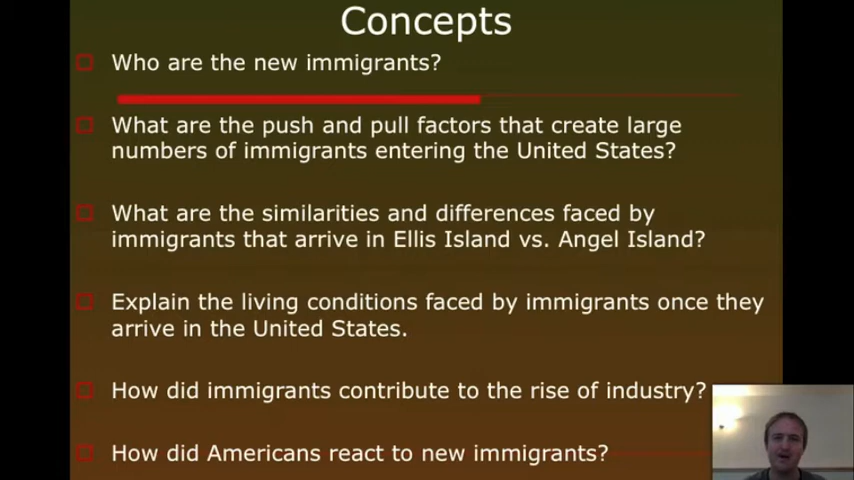 Concepts
Who are the new immigrants?
What are the push and pull factors that create large
numbers of immigrants entering the United States?
What are the similarities and differences faced by
immigrants that arrive in Ellis Island vs. Angel Island?
Explain the living conditions faced by immigrants once they
arrive in the United States.
How did immigrants contribute to the rise of industry?
How did Americans react to new immigrants?